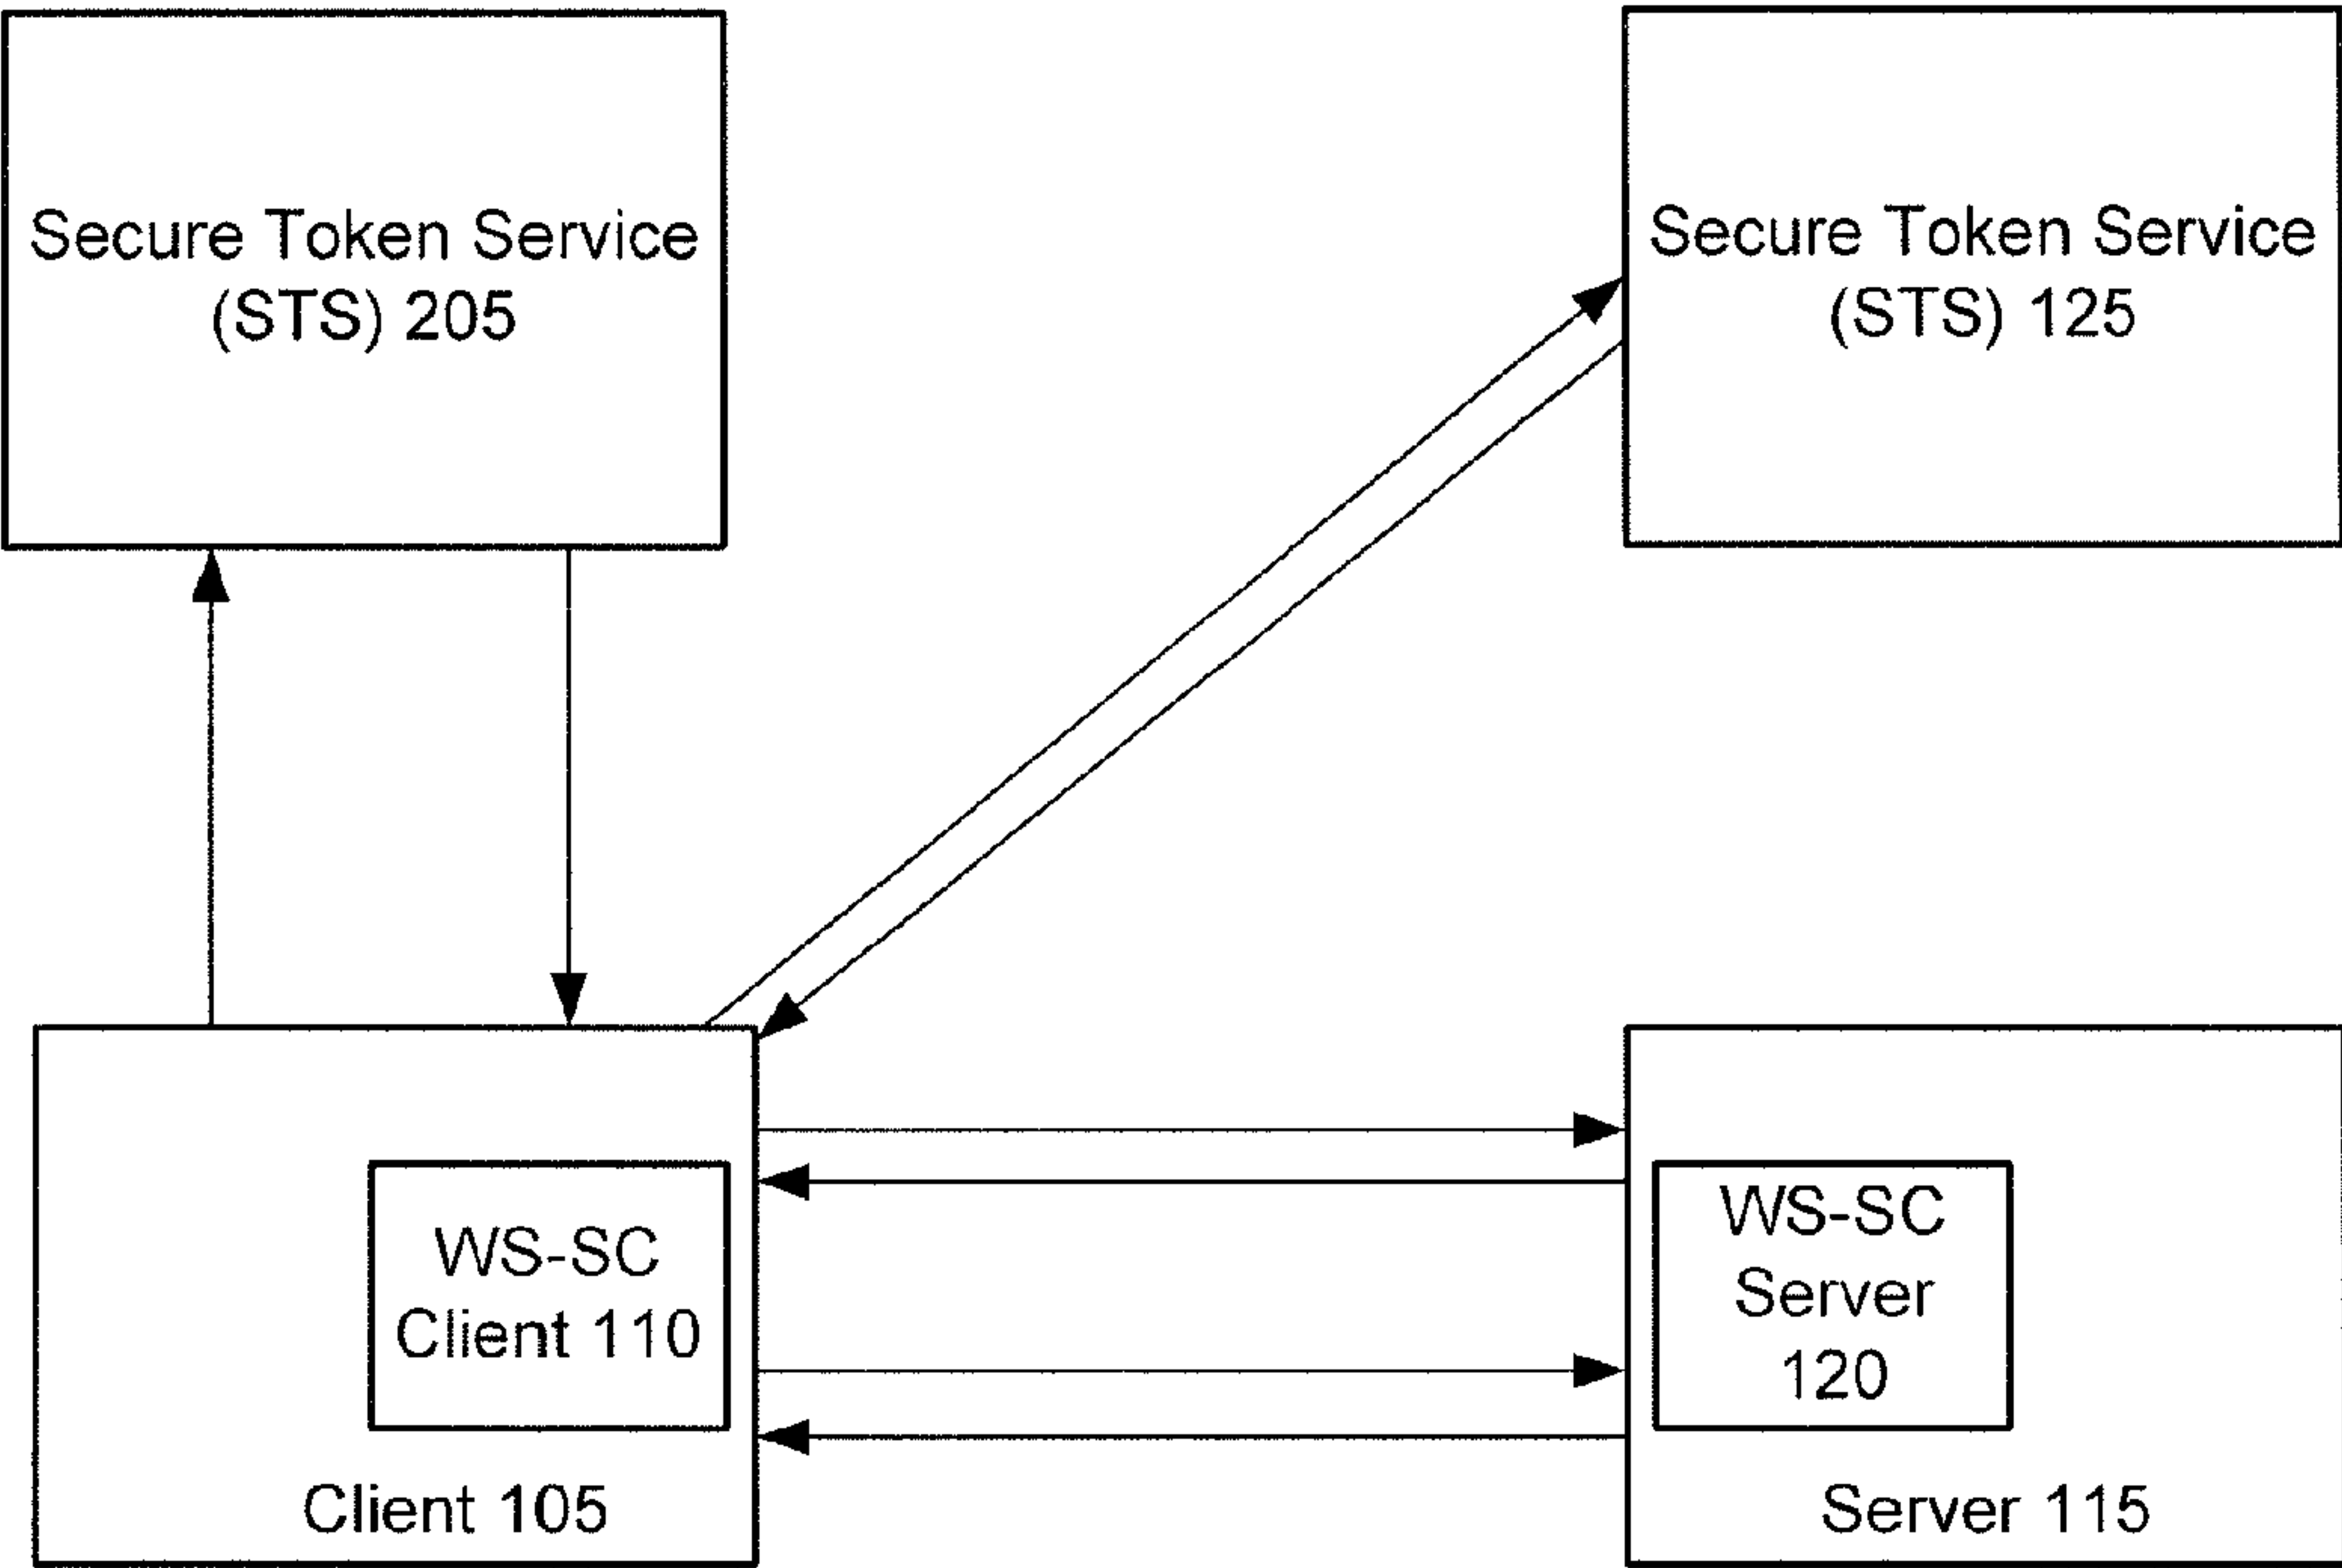 Secure Token Service
(STS) 205
Secure Token Service
(STS) 125
WS-SC
Client 110
Client 105
WS-SC
Server
120
Server 115